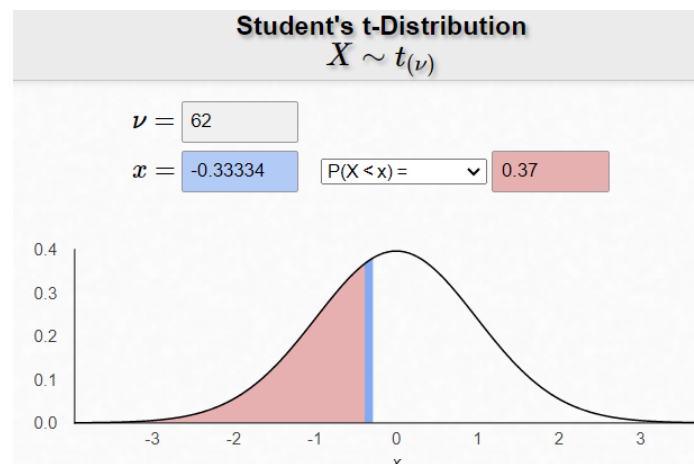 Student's t-Distribution
X ∼ t(ν)
ν = 62
x = -0.33334 P(X < x) = 0.37
0.4
0.3
0.2
0.1
0.0
-3 -2 -1 0 1 2 3
x